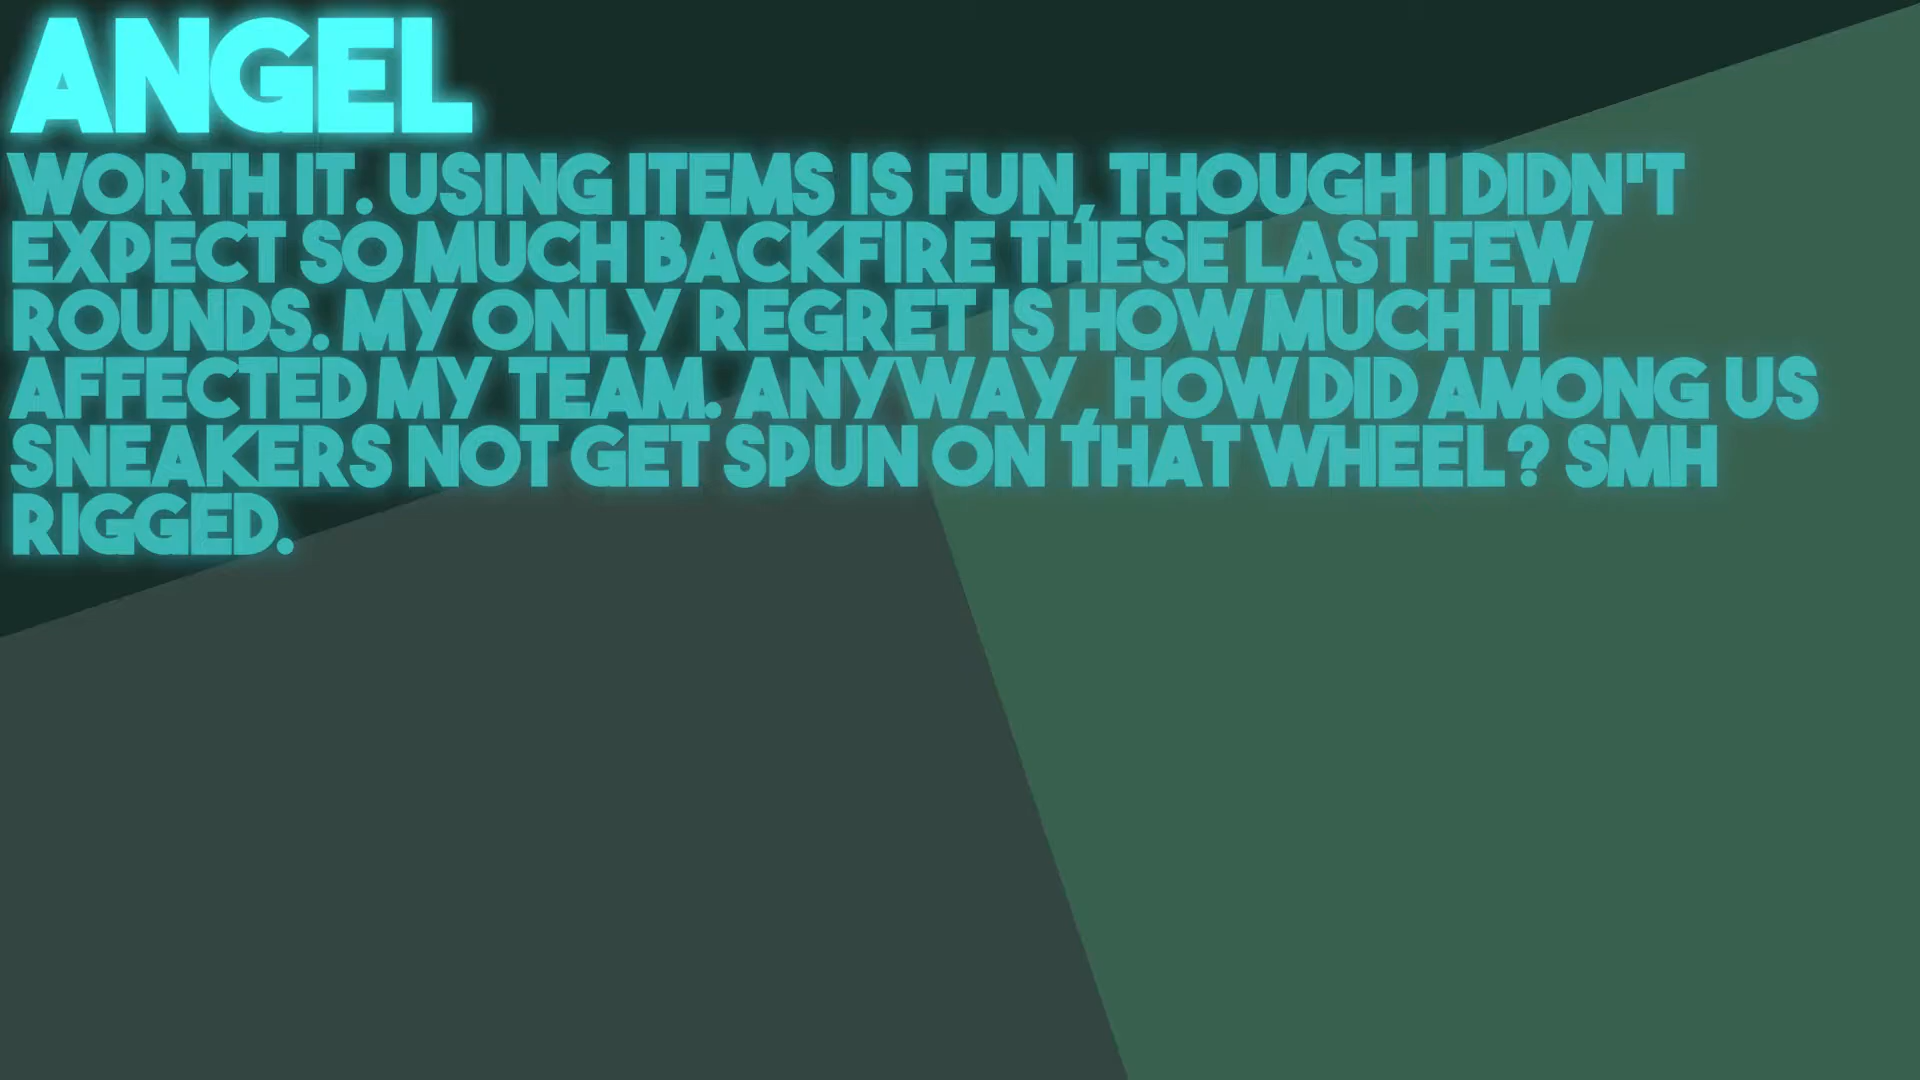 ANGEL
WORTH IT. USING ITEMS IS FUN, THOUGH I DIDN'T
EXPECT SO MUCH BACKFIRE THESE LAST FEW
ROUNDS. MY ONLY REGRET IS HOW MUCH IT
AFFECTED MY TEAM. ANYWAY, HOW DID AMONG US
SNEAKERS NOT GET SPUN ON THAT WHEEL? SMH
RIGGED.